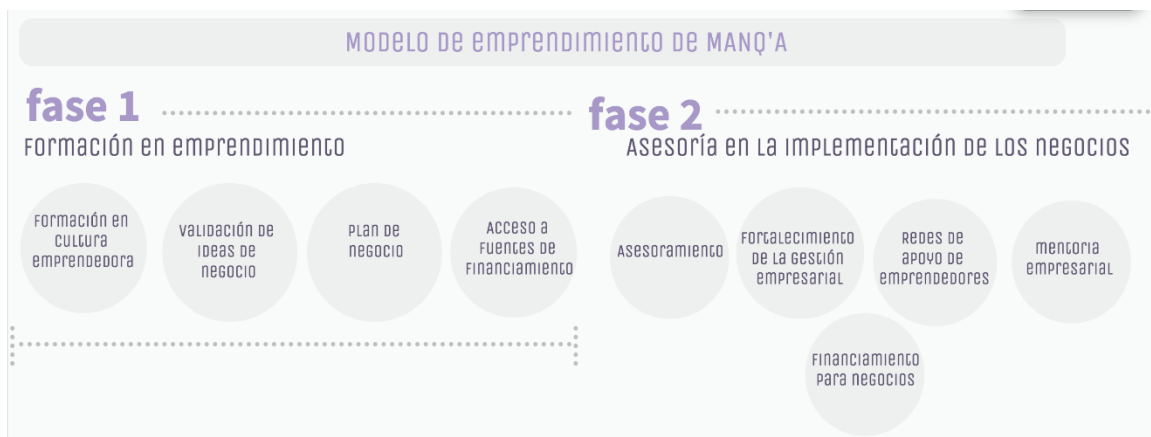 Modelo de emprendimiento de MANQ'A
fase 1
Formación en emprendimiento
Formación en
cultura
emprendedora
Validación de
ideas de
negocio
Plan de
negocio
Acceso a
fuentes de
financiamiento
fase 2
Asesoría en la implementación de los negocios
Asesoramiento
Fortalecimiento
de la gestión
empresarial
Redes de
apoyo de
emprendedores
mentoria
empresarial
Financiamiento
para negocios